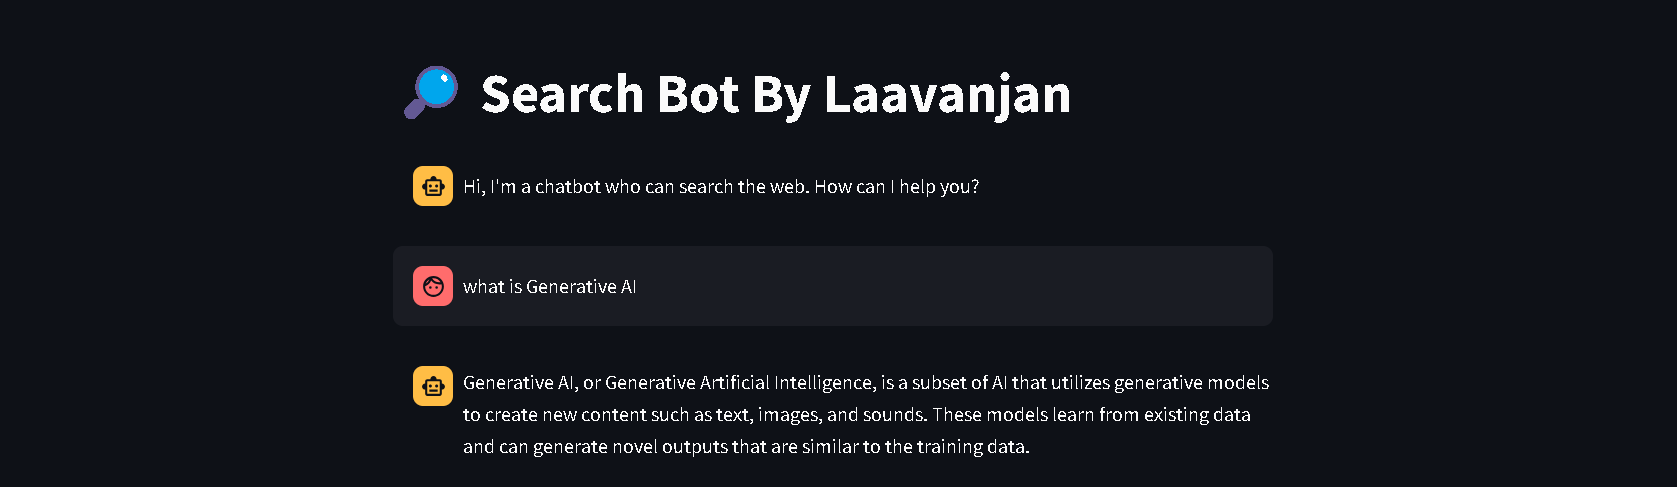 Search Bot By Laavanjan
Hi, I'm a chatbot who can search the web. How can I help you?
what is Generative AI
Generative AI, or Generative Artificial Intelligence, is a subset of AI that utilizes generative models
to create new content such as text, images, and sounds. These models learn from existing data
and can generate novel outputs that are similar to the training data.